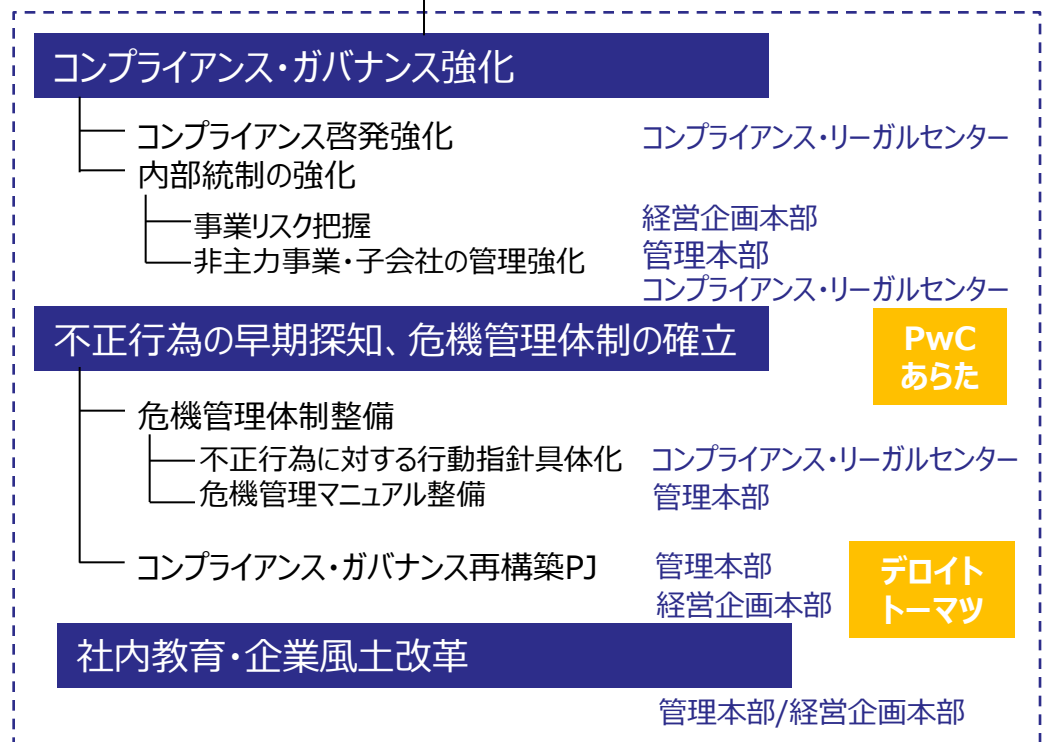 コンプライアンス・ガバナンス強化
コンプライアンス啓発強化
コンプライアンス・リーガルセンター
内部統制の強化
事業リスク把握
経営企画本部
非主力事業・子会社の管理強化
管理本部
コンプライアンス・リーガルセンター
不正行為の早期探知、危機管理体制の確立
PwC
あらた
危機管理体制整備
不正行為に対する行動指針具体化
コンプライアンス・リーガルセンター
危機管理マニュアル整備
管理本部
コンプライアンス・ガバナンス再構築PJ
管理本部
経営企画本部
デロイト
トーマツ
社内教育・企業風土改革
管理本部/経営企画本部